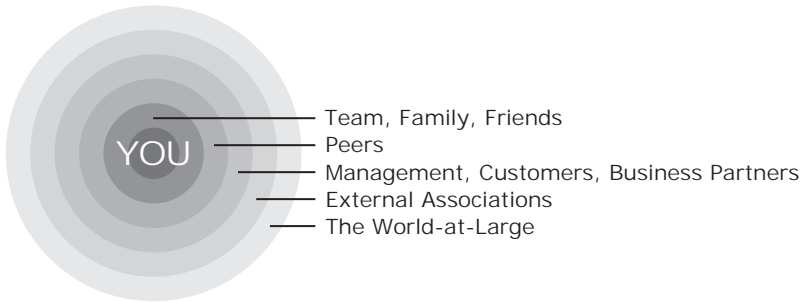 YOU
Team, Family, Friends
Peers
Management, Customers, Business Partners
External Associations
The World-at-Large